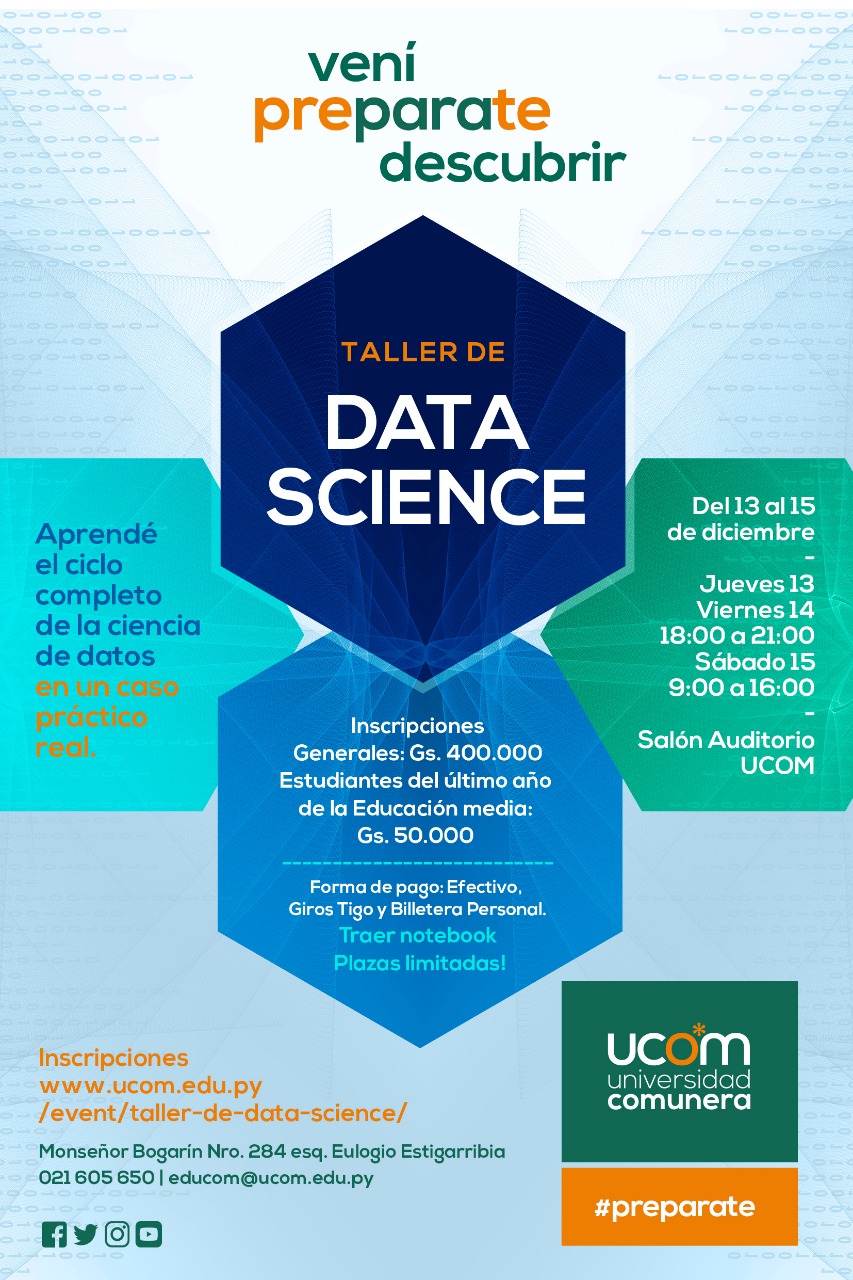 vení
preparate
descubrir
TALLER DE
DATA
SCIENCE
Aprendé
el ciclo
completo
de la ciencia
de datos
en un caso
práctico
real.
Del 13 al 15
de diciembre
-
Jueves 13
Viernes 14
18:00 a 21:00
Sábado 15
9:00 a 16:00
-
Salón Auditorio
UCOM
Inscripciones
Generales: Gs. 400.000
Estudiantes del último año
de la Educación media:
Gs. 50.000
---------------------------
Forma de pago: Efectivo,
Giros Tigo y Billetera Personal.
Traer notebook
Plazas limitadas!
Inscripciones
www.ucom.edu.py
/event/taller-de-data-science/
Monseñor Bogarín Nro. 284 esq. Eulogio Estigarribia
021 605 650 | educom@ucom.edu.py
ucom
universidad
comunera
#preparate